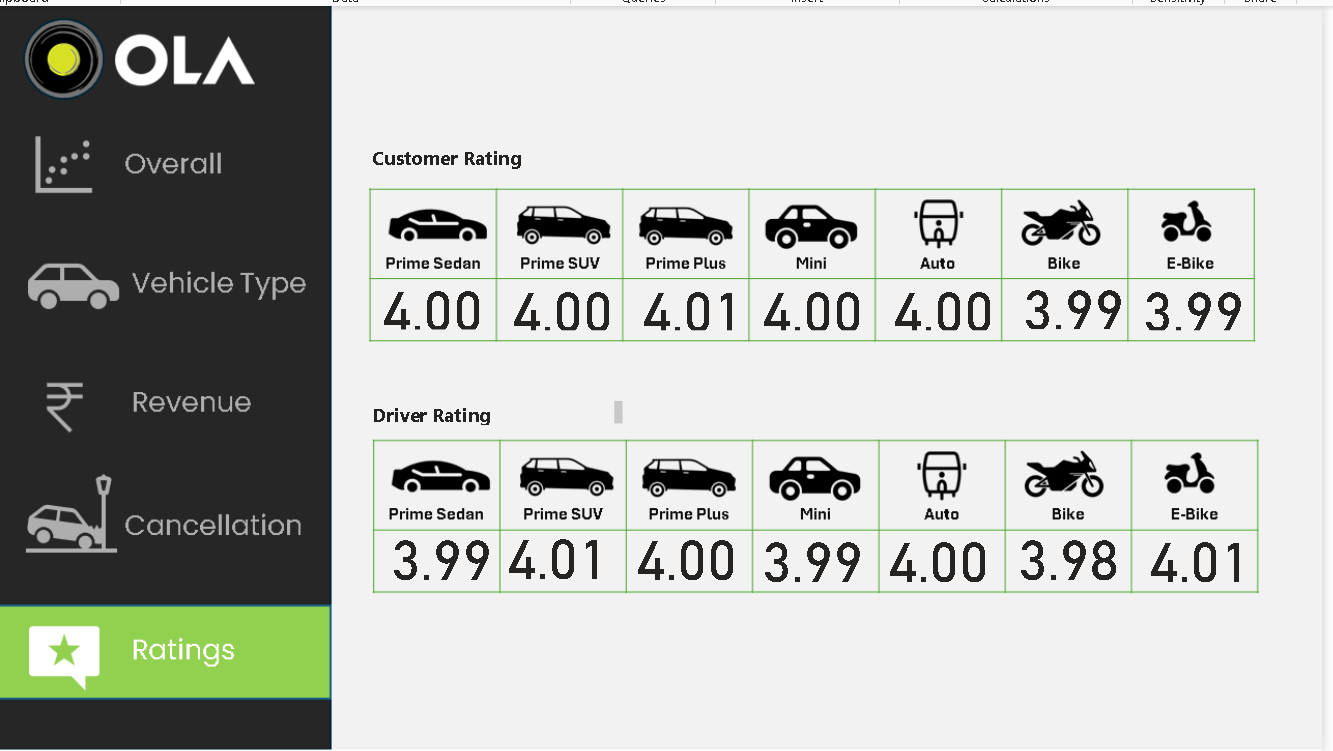 OLA
Overall
Vehicle Type
Revenue
Cancellation
Ratings
Customer Rating
Prime Sedan Prime SUV Prime Plus Mini Auto Bike E-Bike
4.00 4.00 4.01 4.00 4.00 3.99 3.99
Driver Rating
Prime Sedan Prime SUV Prime Plus Mini Auto Bike E-Bike
3.99 4.01 4.00 3.99 4.00 3.98 4.01